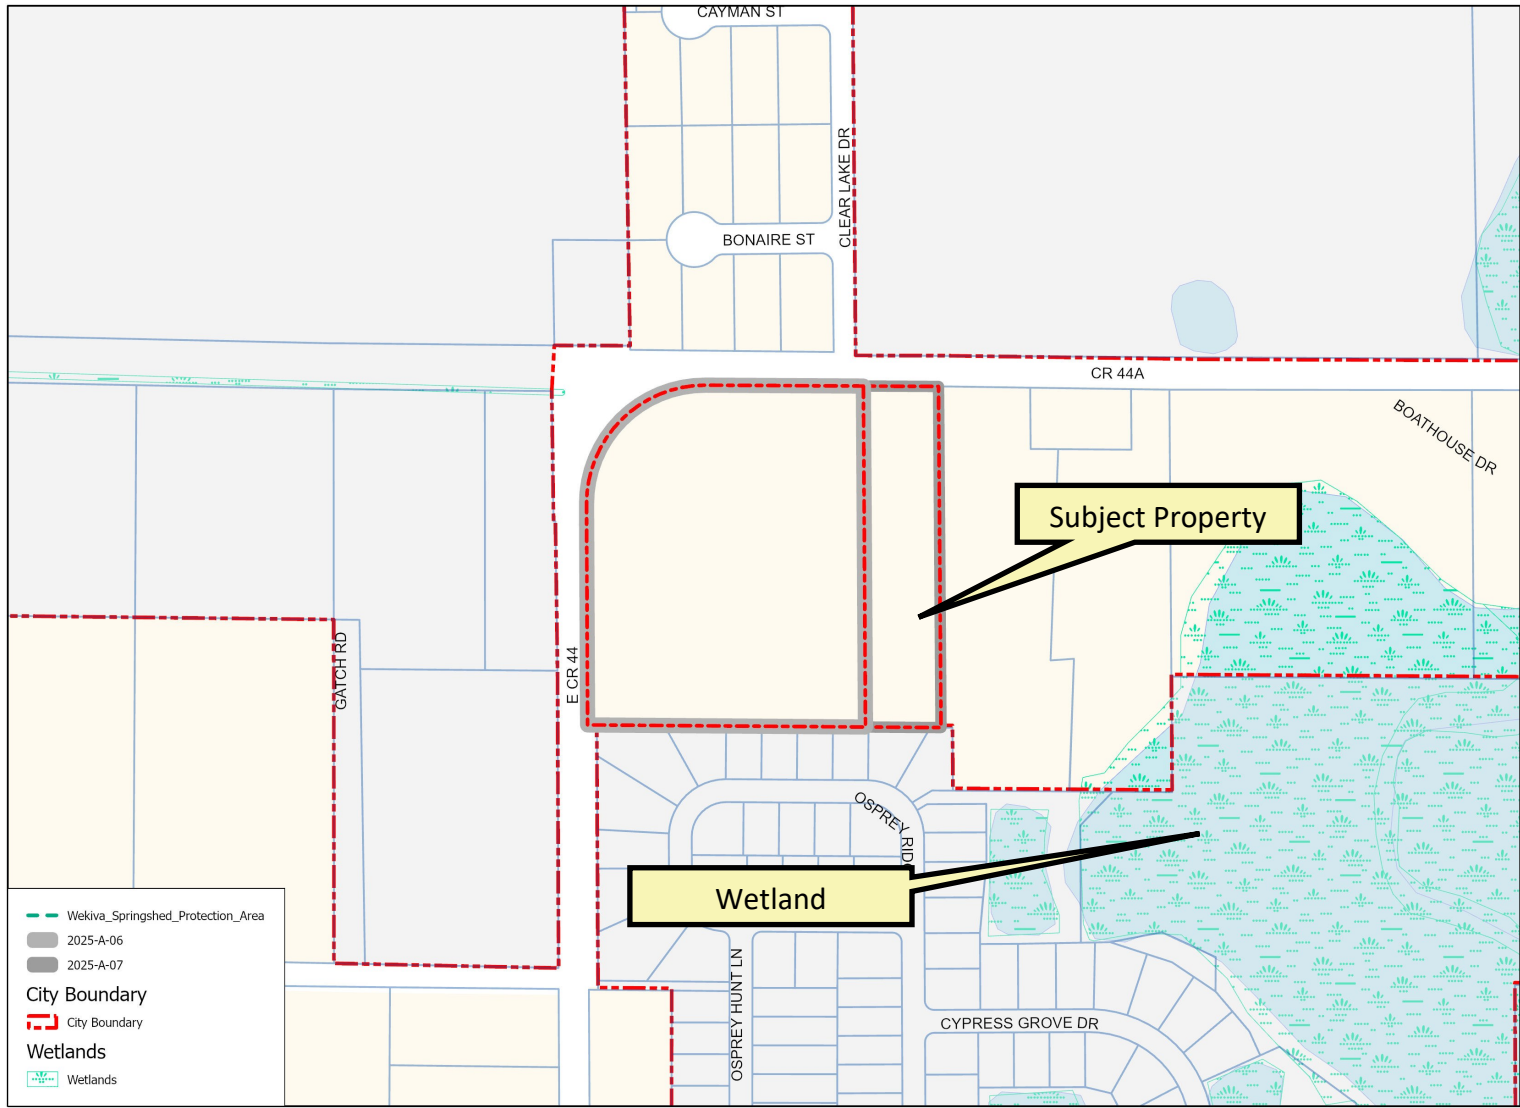 CAYMAN ST
CLEAR LAKE DR
BONAIRE ST
CR 44A
BOATHOUSE DR
Subject Property
GATCH RD
E CR 44
OSPREY RIDG
Wetland
OSPREY HUNT LN
CYPRESS GROVE DR
Wekiva_Springshed_Protection_Area
2025-A-06
2025-A-07
City Boundary
City Boundary
Wetlands
Wetlands